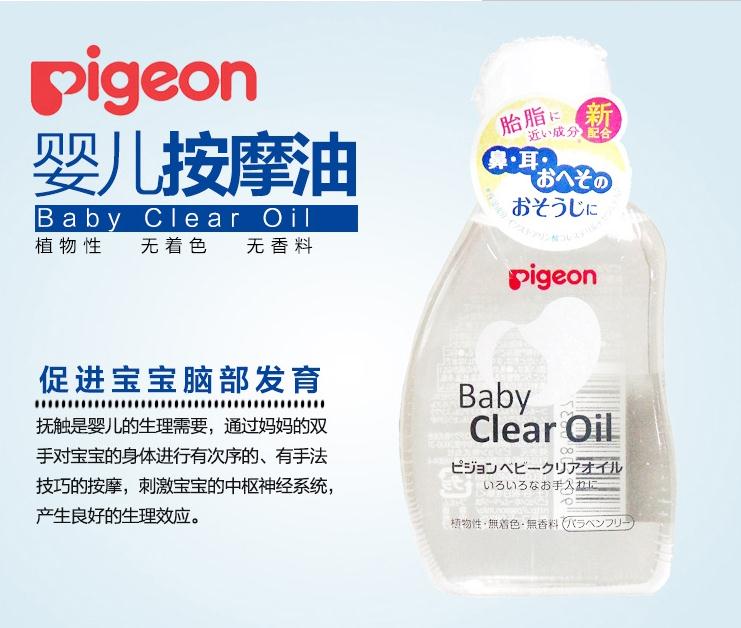 pigeon
婴儿按摩油
Baby Clear Oil
植物性 无着色 无香料
促进宝宝脑部发育
抚触是婴儿的生理需要，通过妈妈的双
手对宝宝的身体进行有次序的、有手法
技巧的按摩，刺激宝宝的中枢神经系统，
产生良好的生理效应。
胎脂に
近い成分
新
配合
鼻・耳・
おへその
おそうじに
pigeon
Baby
Clear Oil
ピジョン ベビークリアオイル
いろいろなお手入れに
植物性・無着色・無香料 パラベンフリー